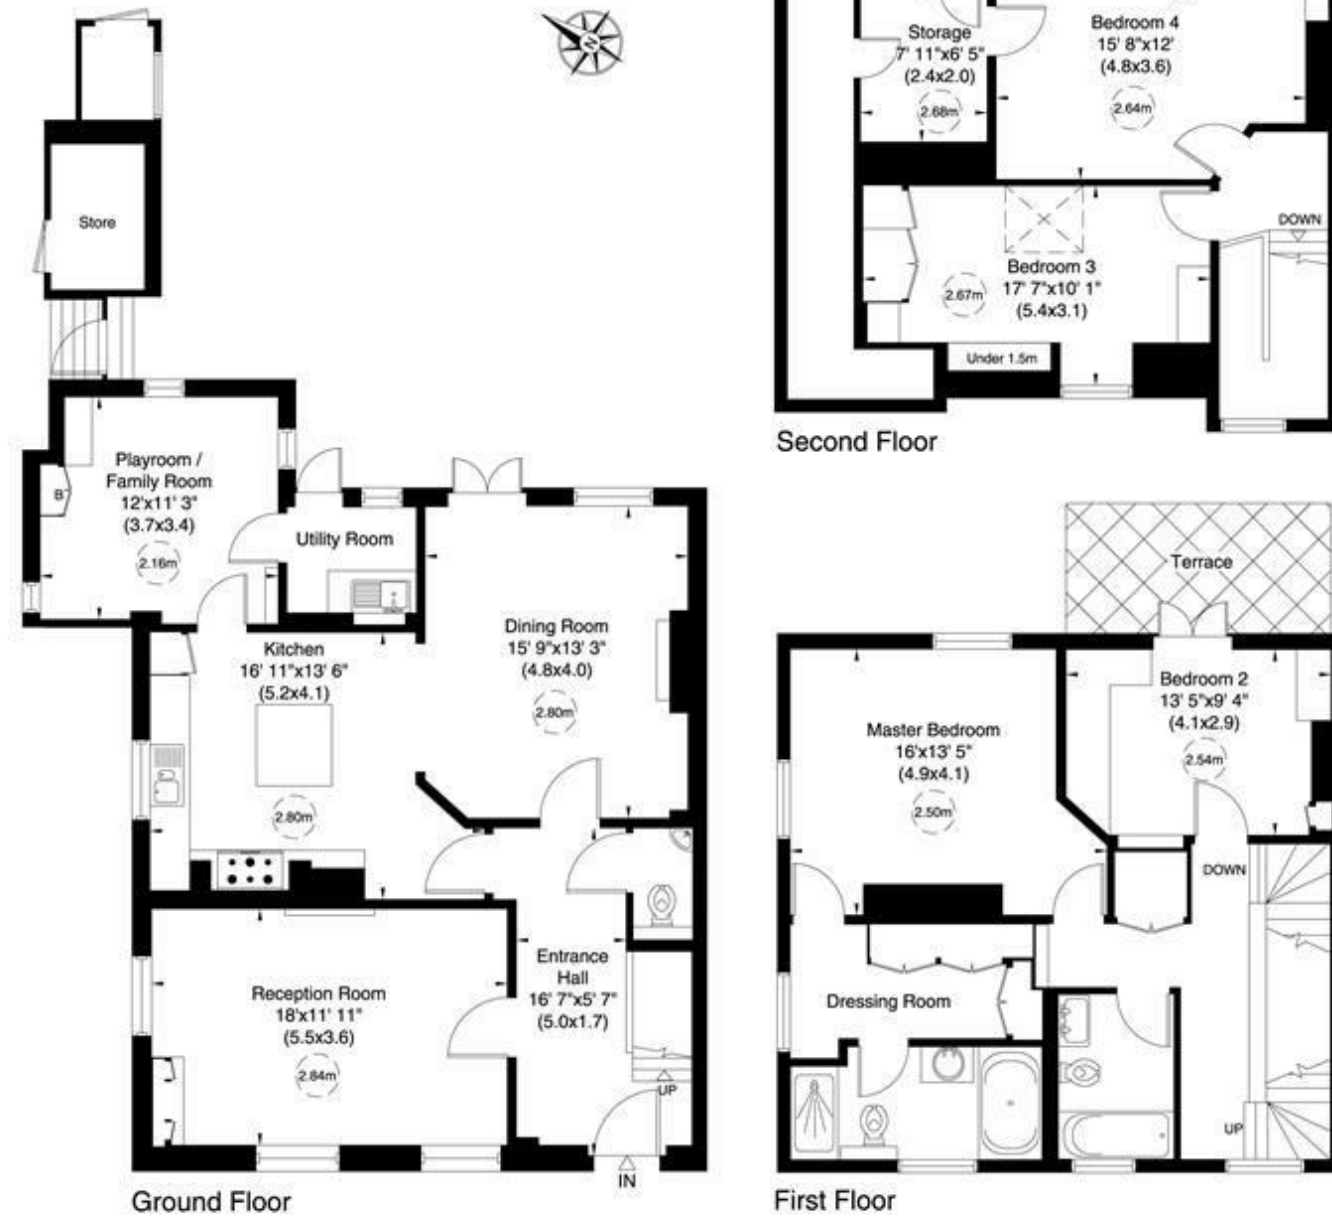 N
Storage
7' 11"x6' 5"
(2.4x2.0)
2.68m
Bedroom 4
15' 8"x12'
(4.8x3.6)
2.64m
DOWN
Bedroom 3
17' 7"x10' 1"
(5.4x3.1)
2.67m
Under 1.5m
Second Floor
Store
Playroom /
Family Room
12'x11' 3"
(3.7x3.4)
2.16m
B
Utility Room
Kitchen
16' 11"x13' 6"
(5.2x4.1)
2.80m
Dining Room
15' 9"x13' 3"
(4.8x4.0)
2.80m
Reception Room
18'x11' 11"
(5.5x3.6)
2.84m
Entrance
Hall
16' 7"x5' 7"
(5.0x1.7)
UP
IN
Ground Floor
Terrace
Master Bedroom
16'x13' 5"
(4.9x4.1)
2.50m
Bedroom 2
13' 5"x9' 4"
(4.1x2.9)
2.54m
DOWN
Dressing Room
UP
First Floor